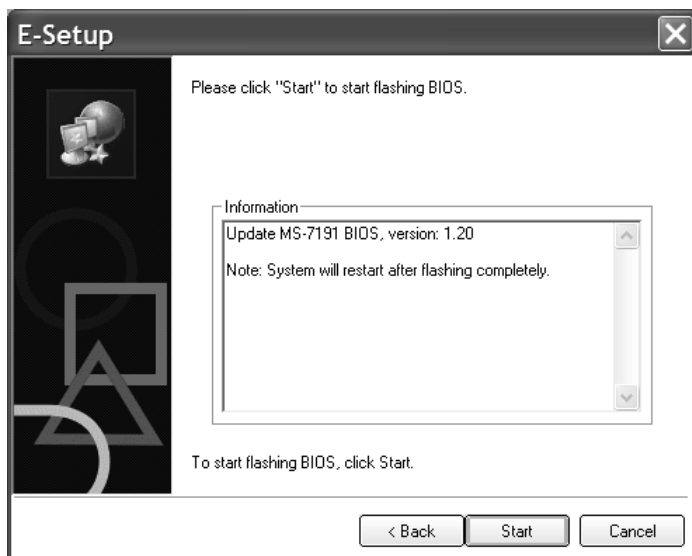 E-Setup
Please click "Start" to start flashing BIOS.
Information
Update MS-7191 BIOS, version: 1.20
Note: System will restart after flashing completely.
To start flashing BIOS, click Start.
< Back
Start
Cancel